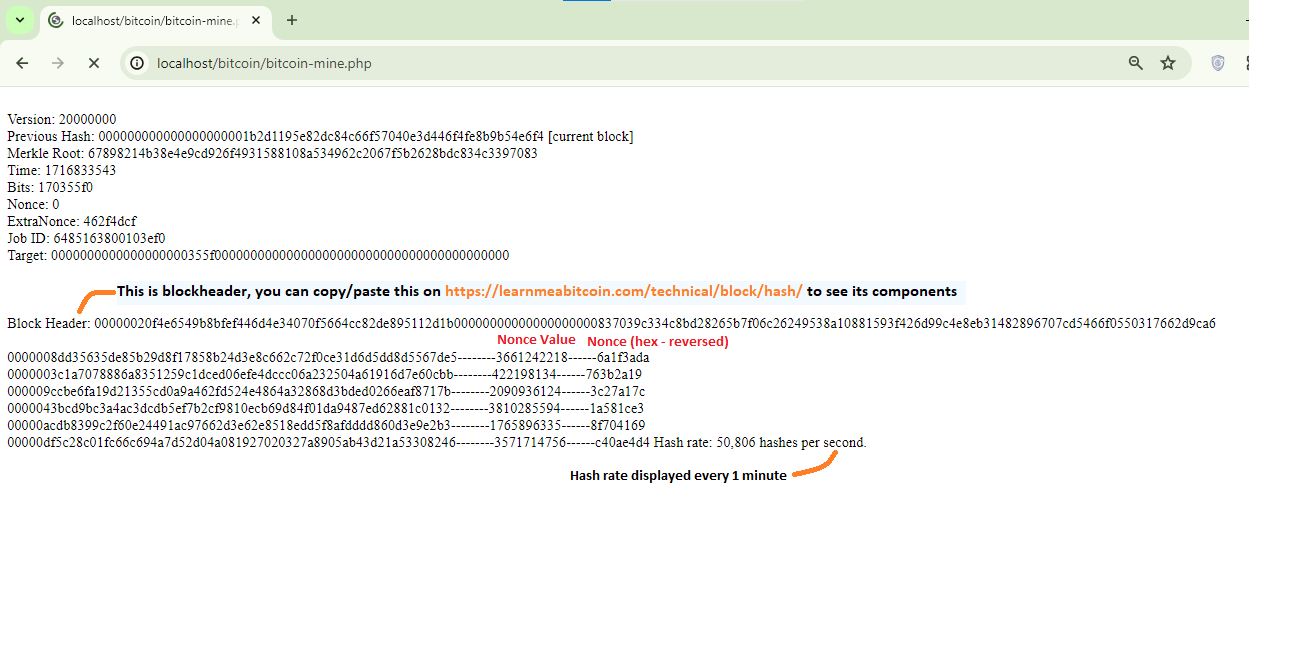 localhost/bitcoin/bitcoin-mine.p
localhost/bitcoin/bitcoin-mine.php
Version: 20000000
Previous Hash: 000000000000000000001b2d1195e82dc84c66f57040e3d446f4fe8b9b54e6f4 [current block]
Merkle Root: 67898214b38e4e9cd926f4931588108a534962c2067f5b2628bdc834c3397083
Time: 1716833543
Bits: 170355f0
Nonce: 0
ExtraNonce: 462f4dcf
Job ID: 6485163800103ef0
Target: 0000000000000000000355f00000000000000000000000000000000000000000
This is blockheader, you can copy/paste this on https://learnmeabitcoin.com/technical/block/hash/ to see its components
Block Header: 00000020f4e6549b8bfef446d4e34070f5664cc82de895112d1b00000000000000000000837039c334c8bd28265b7f06c26249538a10881593f426d99c4e8eb31482896707cd5466f0550317662d9ca6
Nonce Value Nonce (hex - reversed)
0000008dd35635de85b29d8f17858b24d3e8c662c72f0ce31d6d5dd8d5567de5--------3661242218------6a1f3ada
0000003c1a7078886a8351259c1dced06efe4dccc06a232504a61916d7e60cbb--------422198134------763b2a19
000009ccbe6fa19d21355cd0a9a462fd524e4864a32868d3bded0266eaf8717b--------2090936124------3c27a17c
0000043bcd9bc3a4ac3dcdb5ef7b2cf9810ecb69d84f01da9487ed62881c0132--------3810285594------1a581ce3
00000acdb8399c2f60e24491ac97662d3e62e8518edd5f8afdddd860d3e9e2b3--------1765896335------8f704169
00000df5c28c01fc66c694a7d52d04a081927020327a8905ab43d21a53308246--------3571714756------c40ae4d4 Hash rate: 50,806 hashes per second.
Hash rate displayed every 1 minute